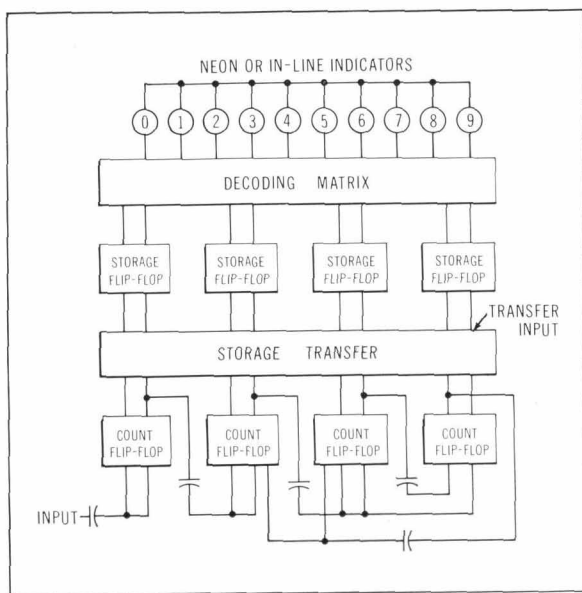 NEON OR IN-LINE INDICATORS
0 1 2 3 4 5 6 7 8 9
DECODING MATRIX
STORAGE FLIP-FLOP
STORAGE FLIP-FLOP
STORAGE FLIP-FLOP
STORAGE FLIP-FLOP
TRANSFER INPUT
STORAGE TRANSFER
COUNT FLIP-FLOP
COUNT FLIP-FLOP
COUNT FLIP-FLOP
COUNT FLIP-FLOP
INPUT